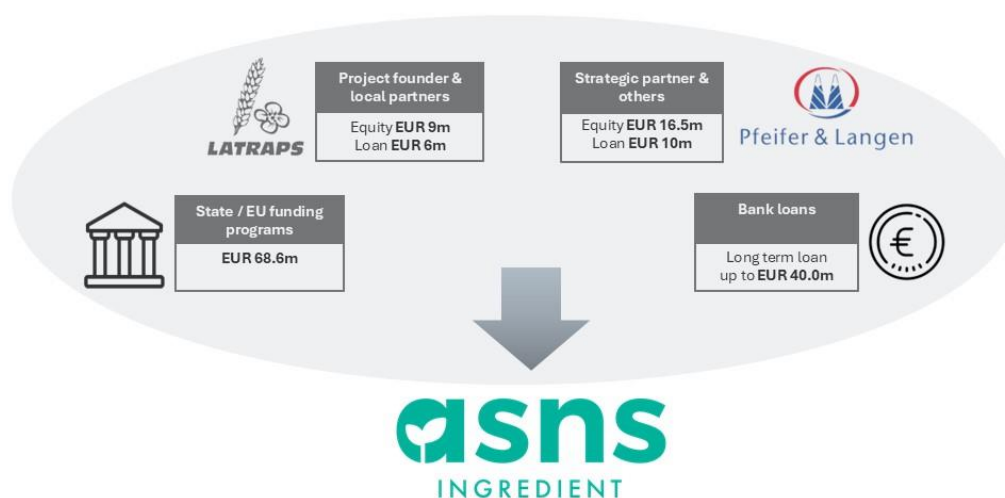 Project founder &
local partners
Equity EUR 9m
Loan EUR 6m
LATRAPS
Strategic partner &
others
Equity EUR 16.5m
Loan EUR 10m
Pfeifer & Langen
State / EU funding
programs
EUR 68.6m
Bank loans
Long term loan
up to EUR 40.0m
€
asns
INGREDIENT